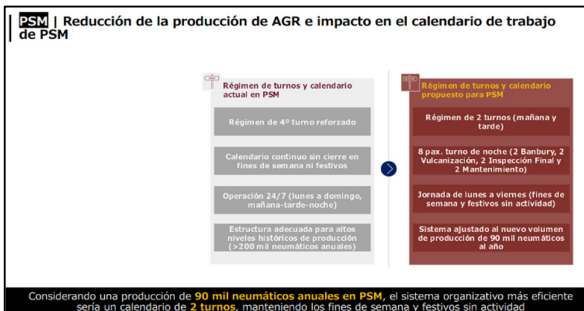 PSM | Reducción de la producción de AGR e impacto en el calendario de trabajo
de PSM
Régimen de turnos y calendario
actual en PSM
Régimen de 4º turno reforzado
Calendario continuo sin cierre en
fines de semana ni festivos
Operación 24/7 (lunes a domingo,
mañana-tarde-noche)
Estructura adecuada para altos
niveles históricos de producción
(>200 mil neumáticos anuales)
Régimen de turnos y calendario
propuesto para PSM
Régimen de 2 turnos (mañana y
tarde)
8 pax. turno de noche (2 Banbury, 2
Vulcanización, 2 Inspección Final y
2 Mantenimiento)
Jornada de lunes a viernes (fines de
semana y festivos sin actividad)
Sistema ajustado al nuevo volumen
de producción de 90 mil neumáticos
al año
Considerando una producción de 90 mil neumáticos anuales en PSM, el sistema organizativo más eficiente
sería un calendario de 2 turnos, manteniendo los fines de semana y festivos sin actividad